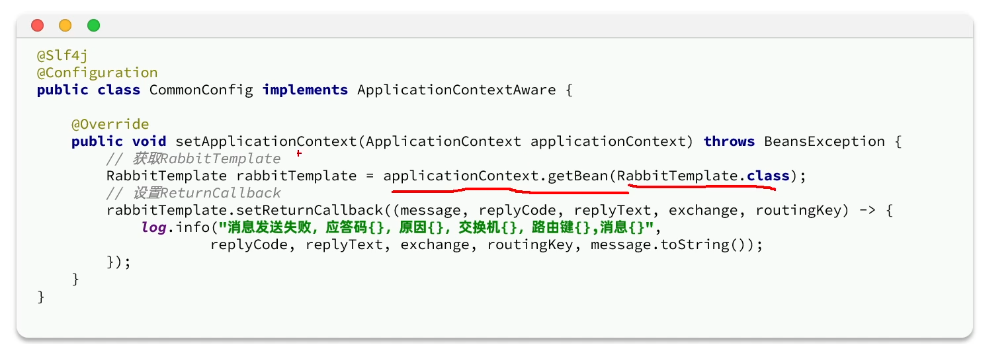 @Slf4j
@Configuration
public class CommonConfig implements ApplicationContextAware {
@Override
public void setApplicationContext(ApplicationContext applicationContext) throws BeansException {
// 获取RabbitTemplate
RabbitTemplate rabbitTemplate = applicationContext.getBean(RabbitTemplate.class);
// 设置ReturnCallback
rabbitTemplate.setReturnCallback((message, replyCode, replyText, exchange, routingKey) -> {
log.info("消息发送失败，应答码{}，原因{}，交换机{}，路由键{},消息{}",
replyCode, replyText, exchange, routingKey, message.toString());
});
}
}